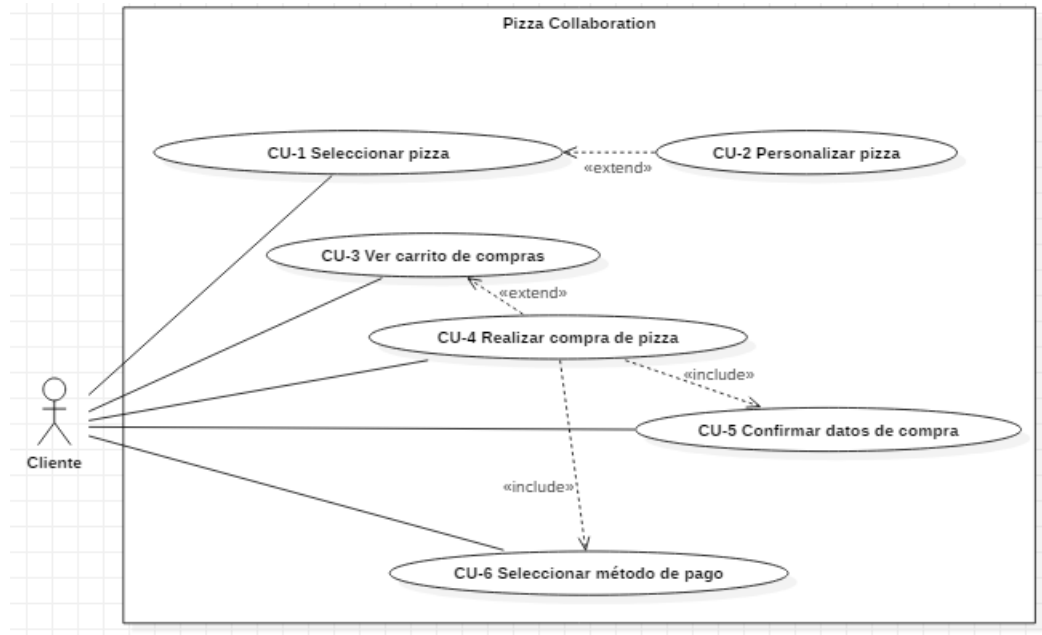 Pizza Collaboration
CU-1 Seleccionar pizza
«extend»
CU-2 Personalizar pizza
CU-3 Ver carrito de compras
«extend»
CU-4 Realizar compra de pizza
«include»
CU-5 Confirmar datos de compra
Cliente
«include»
CU-6 Seleccionar método de pago